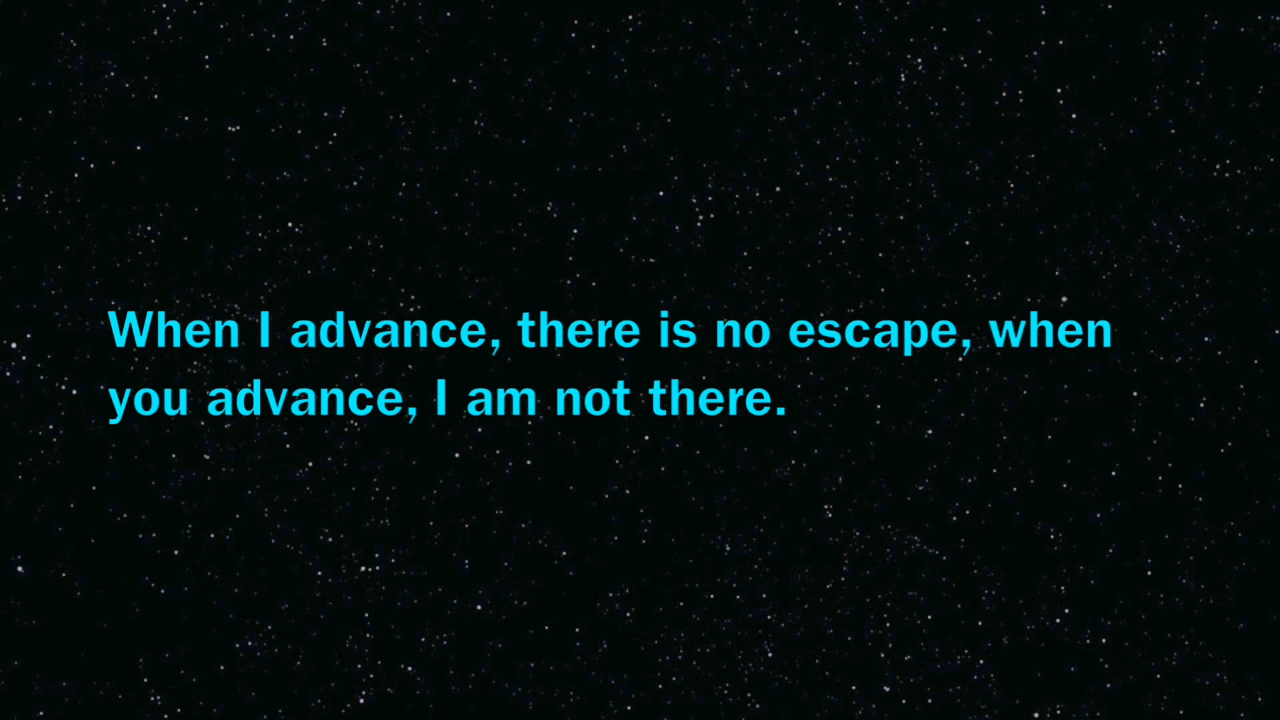 When I advance, there is no escape, when
you advance, I am not there.